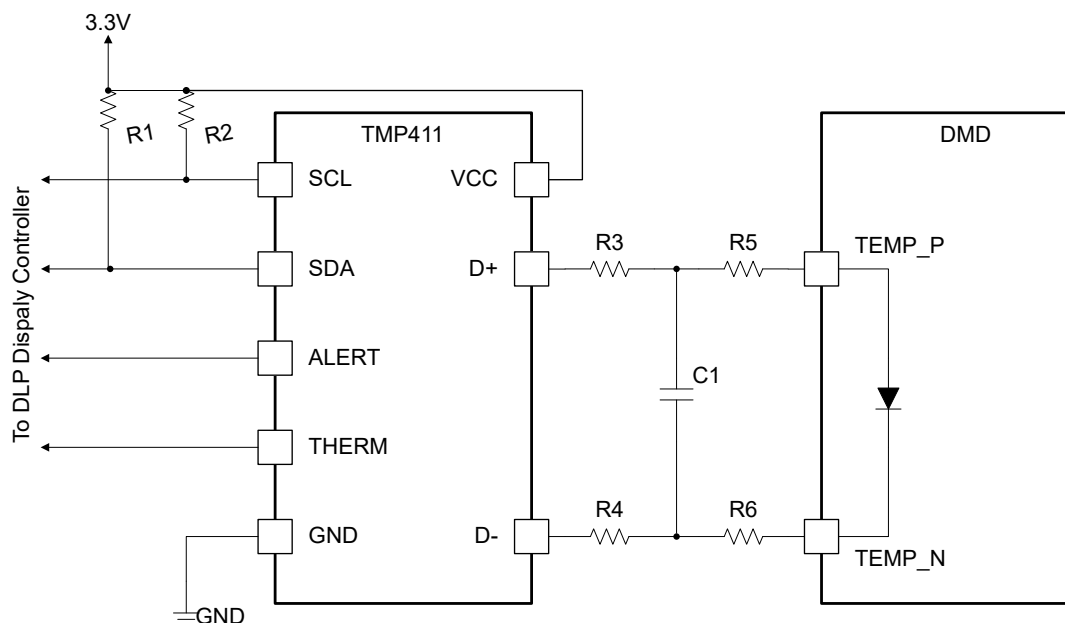 3.3V
R1
R2
TMP411
DMD
SCL
VCC
SDA
D+
R3
R5
TEMP_P
ALERT
C1
THERM
GND
D-
R4
R6
TEMP_N
GND
To DLP Dispaly Controller